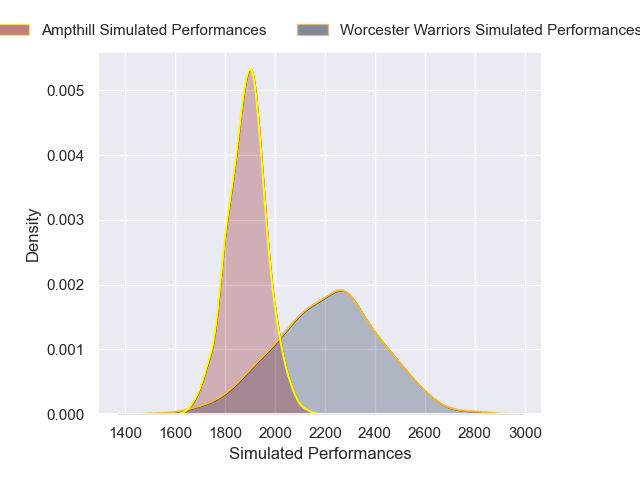 Ampthill Simulated Performances Worcester Warriors Simulated Performances
0.005
0.004
0.003
0.002
0.001
0.000
Density
1400 1600 1800 2000 2200 2400 2600 2800 3000
Simulated Performances